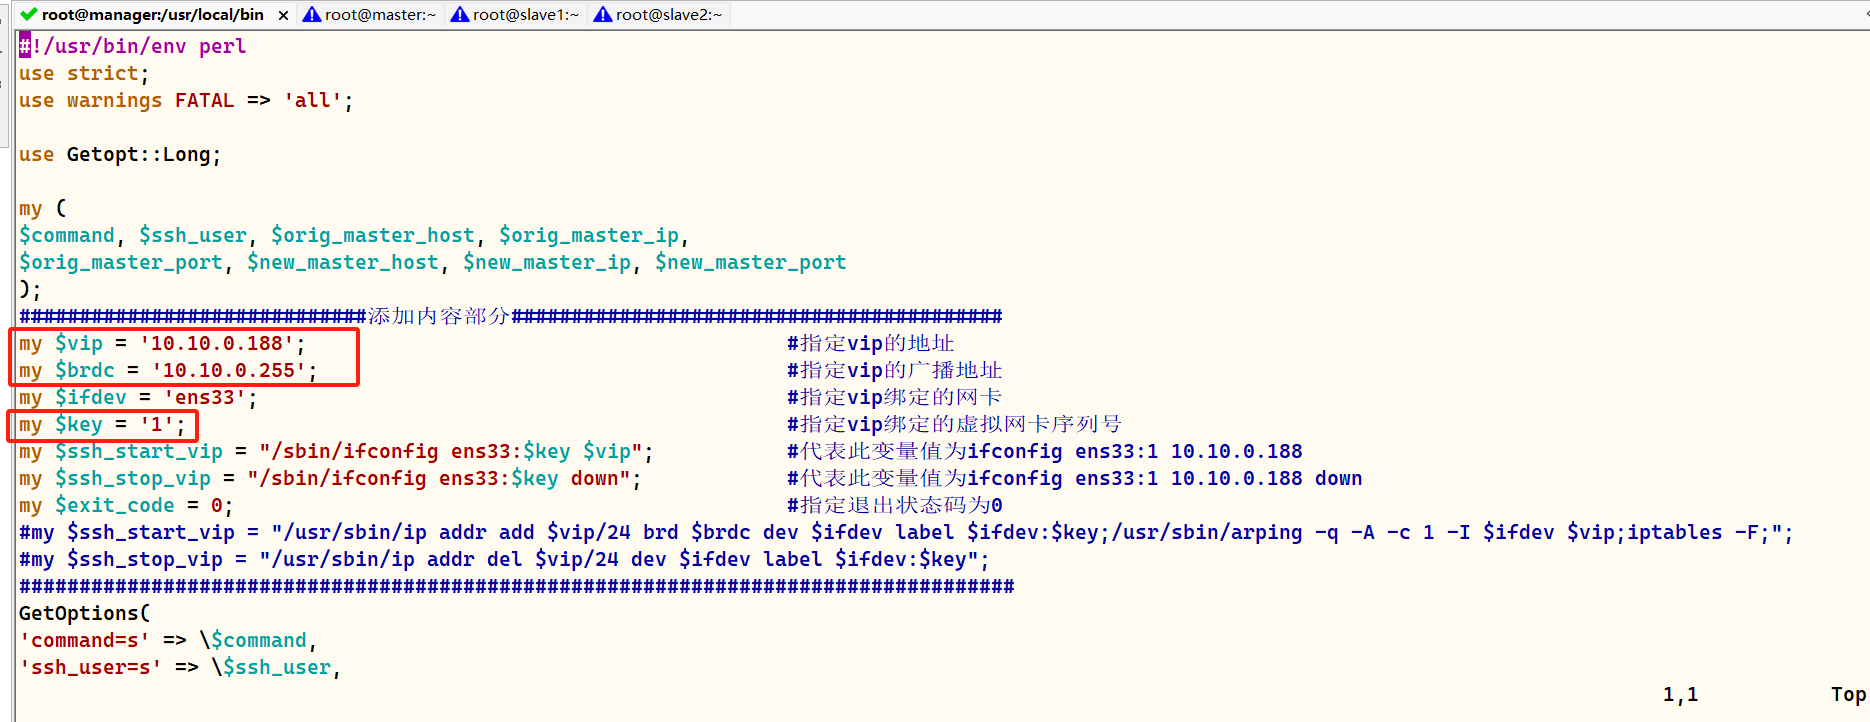 root@manager:/usr/local/bin × root@master:~ root@slave1:~ root@slave2:~
#!/usr/bin/env perl
use strict;
use warnings FATAL => 'all';
use Getopt::Long;
my (
$command, $ssh_user, $orig_master_host, $orig_master_ip,
$orig_master_port, $new_master_host, $new_master_ip, $new_master_port
);
#############################添加内容部分#########################################
my $vip = '10.10.0.188'; #指定vip的地址
my $brdc = '10.10.0.255'; #指定vip的广播地址
my $ifdev = 'ens33'; #指定vip绑定的网卡
my $key = '1'; #指定vip绑定的虚拟网卡序列号
my $ssh_start_vip = "/sbin/ifconfig ens33:$key $vip"; #代表此变量值为ifconfig ens33:1 10.10.0.188
my $ssh_stop_vip = "/sbin/ifconfig ens33:$key down"; #代表此变量值为ifconfig ens33:1 10.10.0.188 down
my $exit_code = 0; #指定退出状态码为0
#my $ssh_start_vip = "/usr/sbin/ip addr add $vip/24 brd $brdc dev $ifdev label $ifdev:$key;/usr/sbin/arping -q -A -c 1 -I $ifdev $vip;iptables -F;";
#my $ssh_stop_vip = "/usr/sbin/ip addr del $vip/24 dev $ifdev label $ifdev:$key";
###################################################################################
GetOptions(
'command=s' => \$command,
'ssh_user=s' => \$ssh_user,
1,1 Top